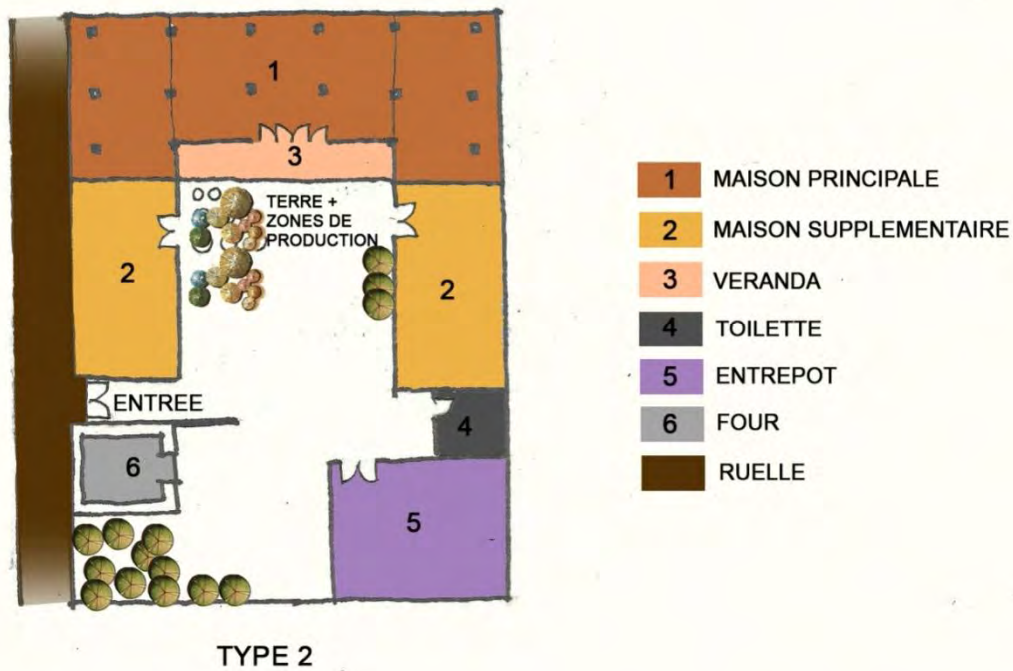 1
3
TERRE +
ZONES DE
PRODUCTION
2
2
ENTREE
4
6
5
TYPE 2
1 MAISON PRINCIPALE
2 MAISON SUPPLEMENTAIRE
3 VERANDA
4 TOILETTE
5 ENTREPOT
6 FOUR
RUELLE